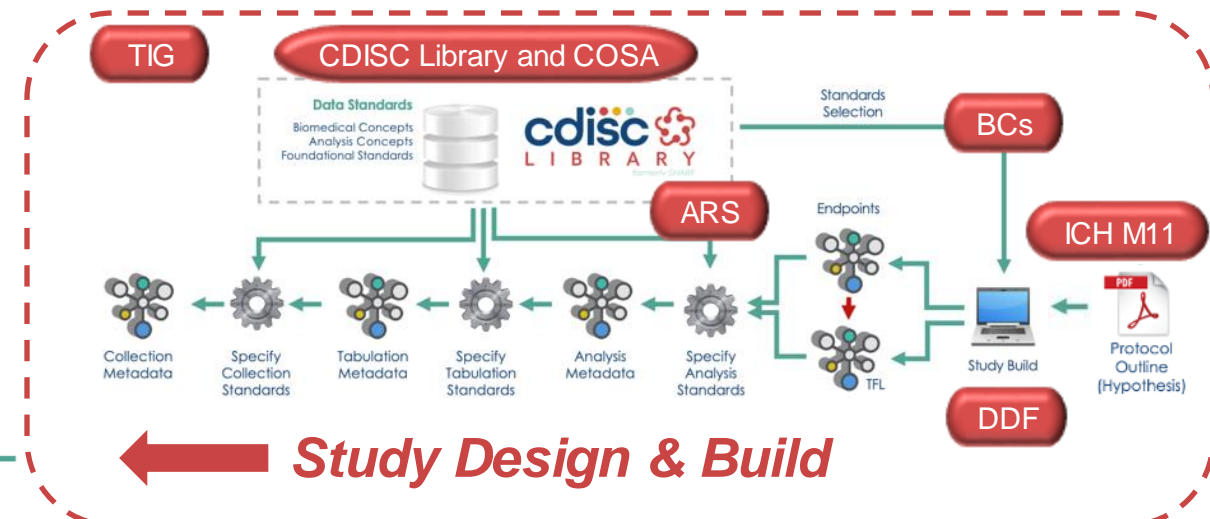 TIG
CDISC Library and COSA
Data Standards
Biomedical Concepts
Analysis Concepts
Foundational Standards
cdisc
LIBRARY
formerly SHARE
Standards
Selection
BCs
ARS
Endpoints
ICH M11
PDF
Collection
Metadata
Specify
Collection
Standards
Tabulation
Metadata
Specify
Tabulation
Standards
Analysis
Metadata
Specify
Analysis
Standards
TFL
Study Build
Protocol
Outline
(Hypothesis)
DDF
Study Design & Build